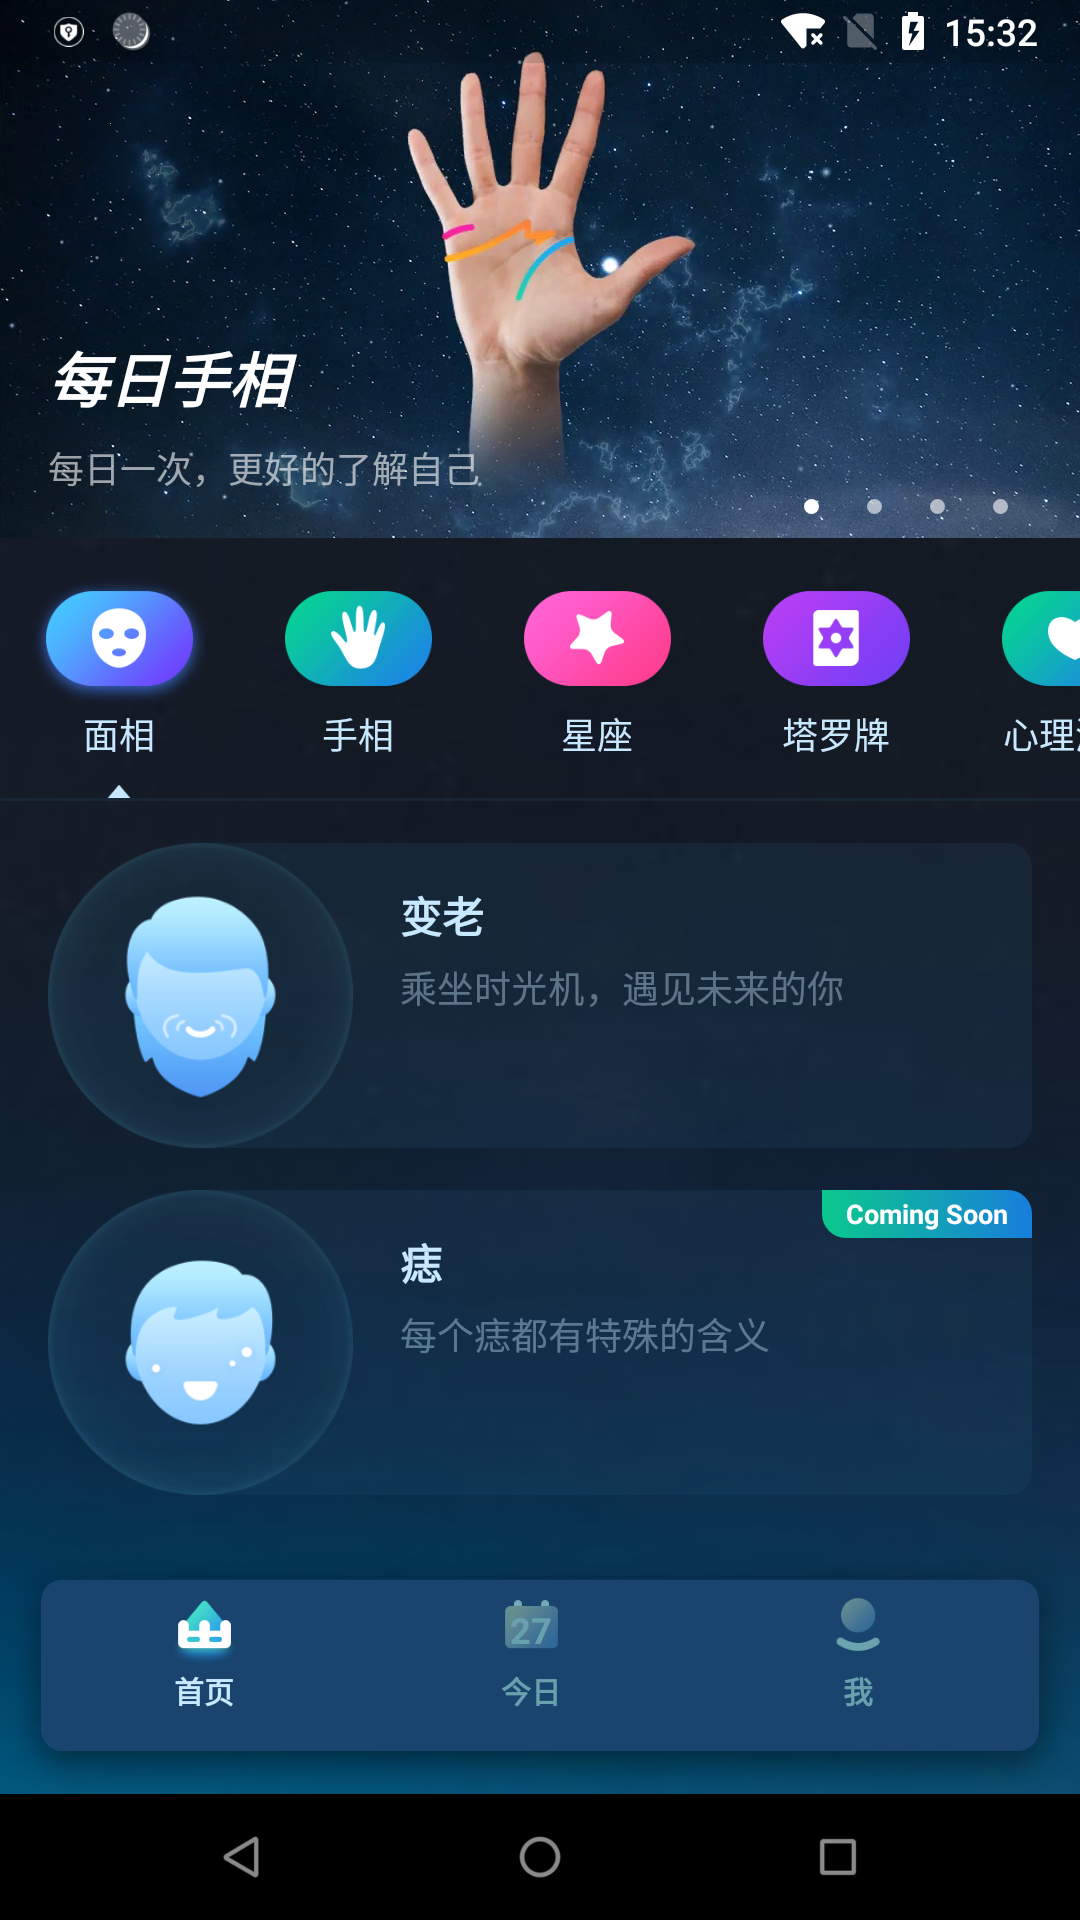 15:32
每日手相
每日一次，更好的了解自己
面相
手相
星座
塔罗牌
心理
变老
乘坐时光机，遇见未来的你
Coming Soon
痣
每个痣都有特殊的含义
27
首页
今日
我